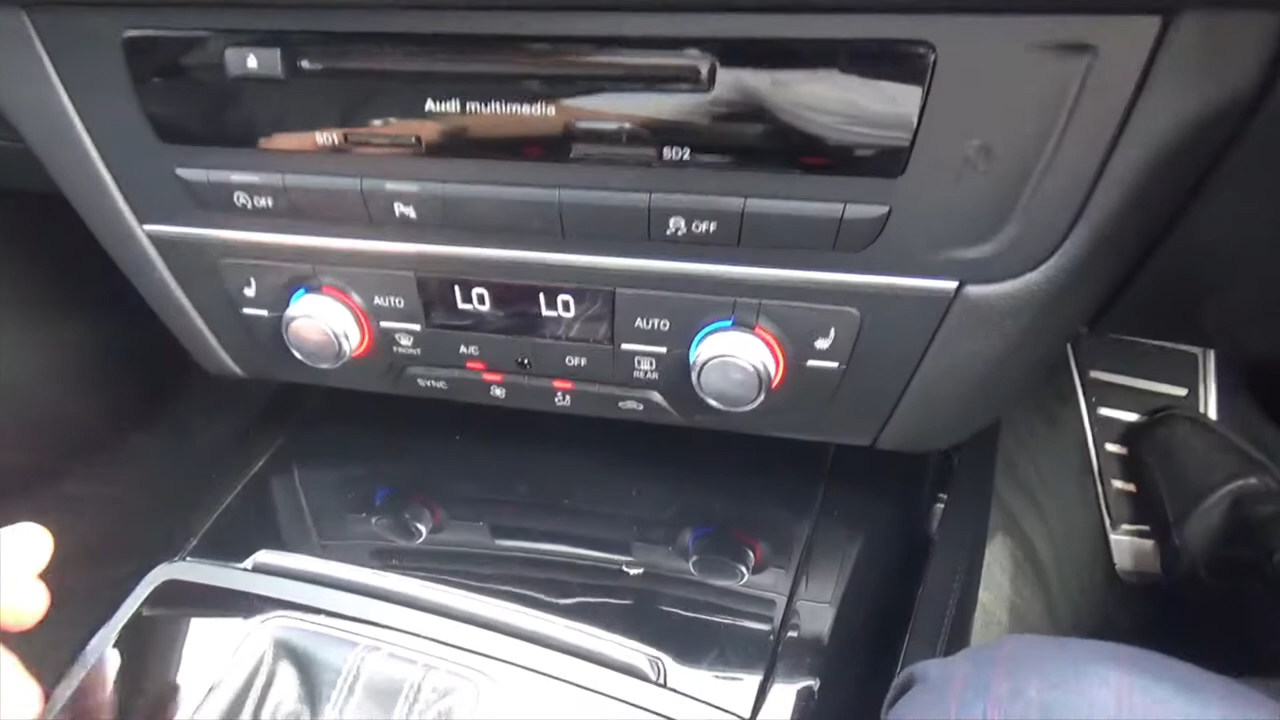 Audi multimedia
SD1
SD2
OFF
OFF
AUTO
LO LO
AUTO
FRONT
A/C
OFF
REAR
SYNC